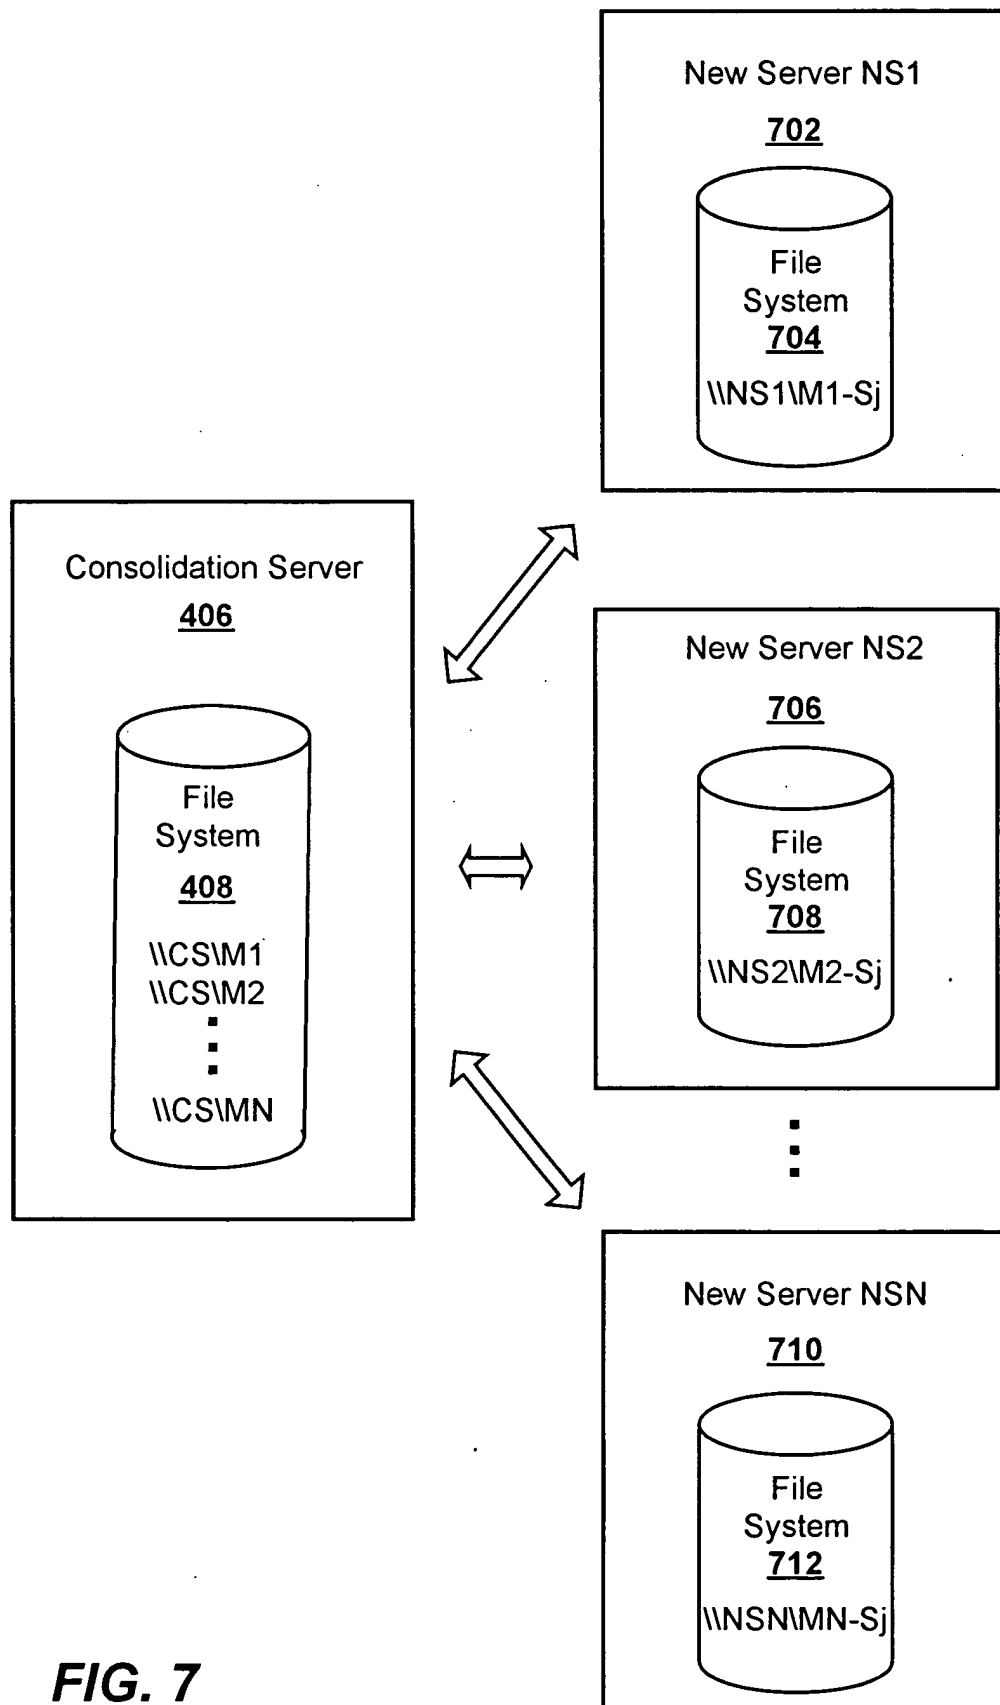 New Server NS1
702
File
System
704
\\NS1\M1-Sj
Consolidation Server
406
File
System
408
\\CS\M1
\\CS\M2
\\CS\MN
New Server NS2
706
File
System
708
\\NS2\M2-Sj
New Server NSN
710
File
System
712
\\NSN\MN-Sj
FIG. 7